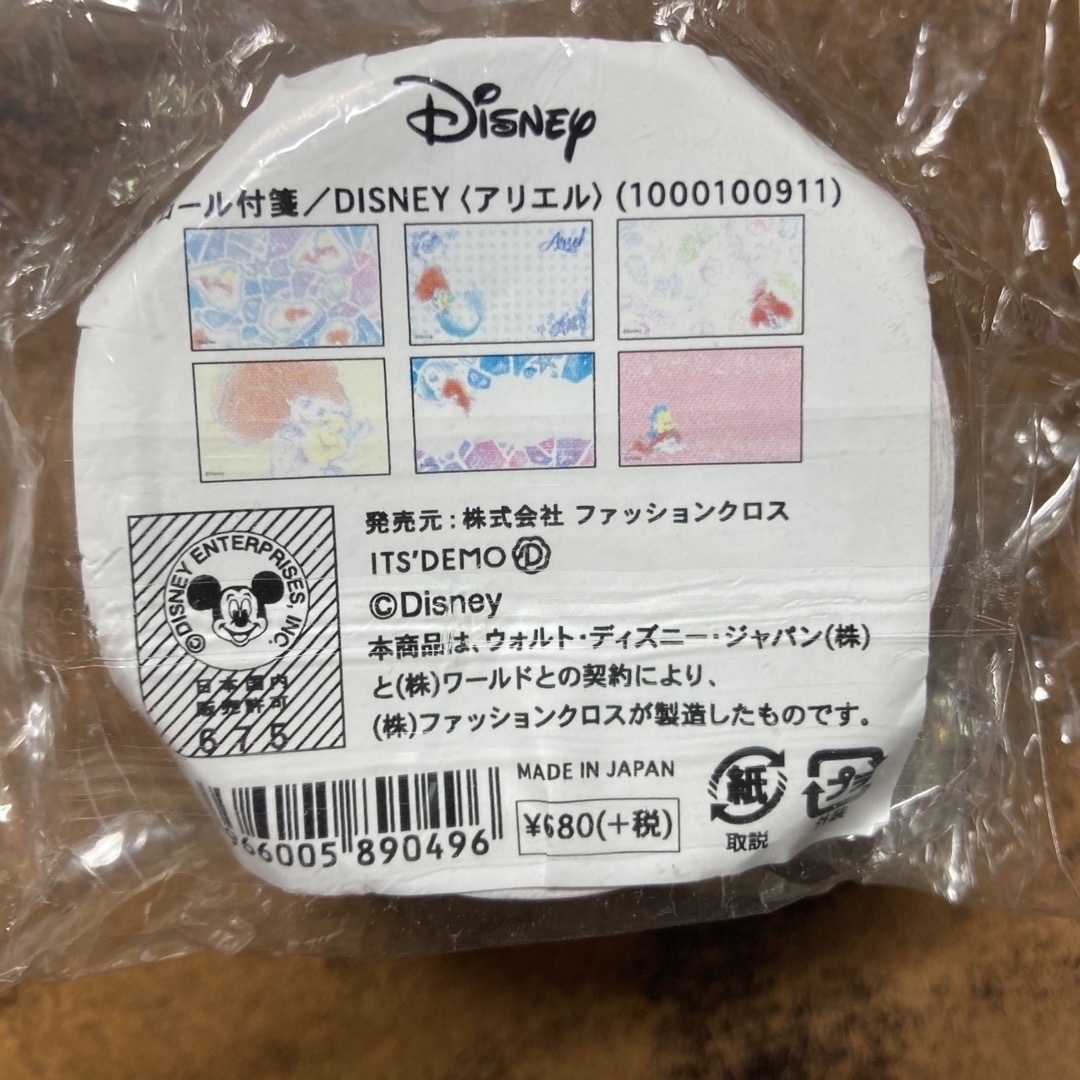 Disney
ロール付箋／DISNEY〈アリエル〉(1000100911)
Ariel
発売元:株式会社 ファッションクロス
ITS'DEMO D
©Disney
本商品は、ウォルト・ディズニー・ジャパン(株)
と(株)ワールドとの契約により、
(株)ファッションクロスが製造したものです。
©DISNEY ENTERPRISES, INC.
日本国内
販売許可
675
MADE IN JAPAN
¥680(+税)
紙
取説
プラ
外装
966005 890496